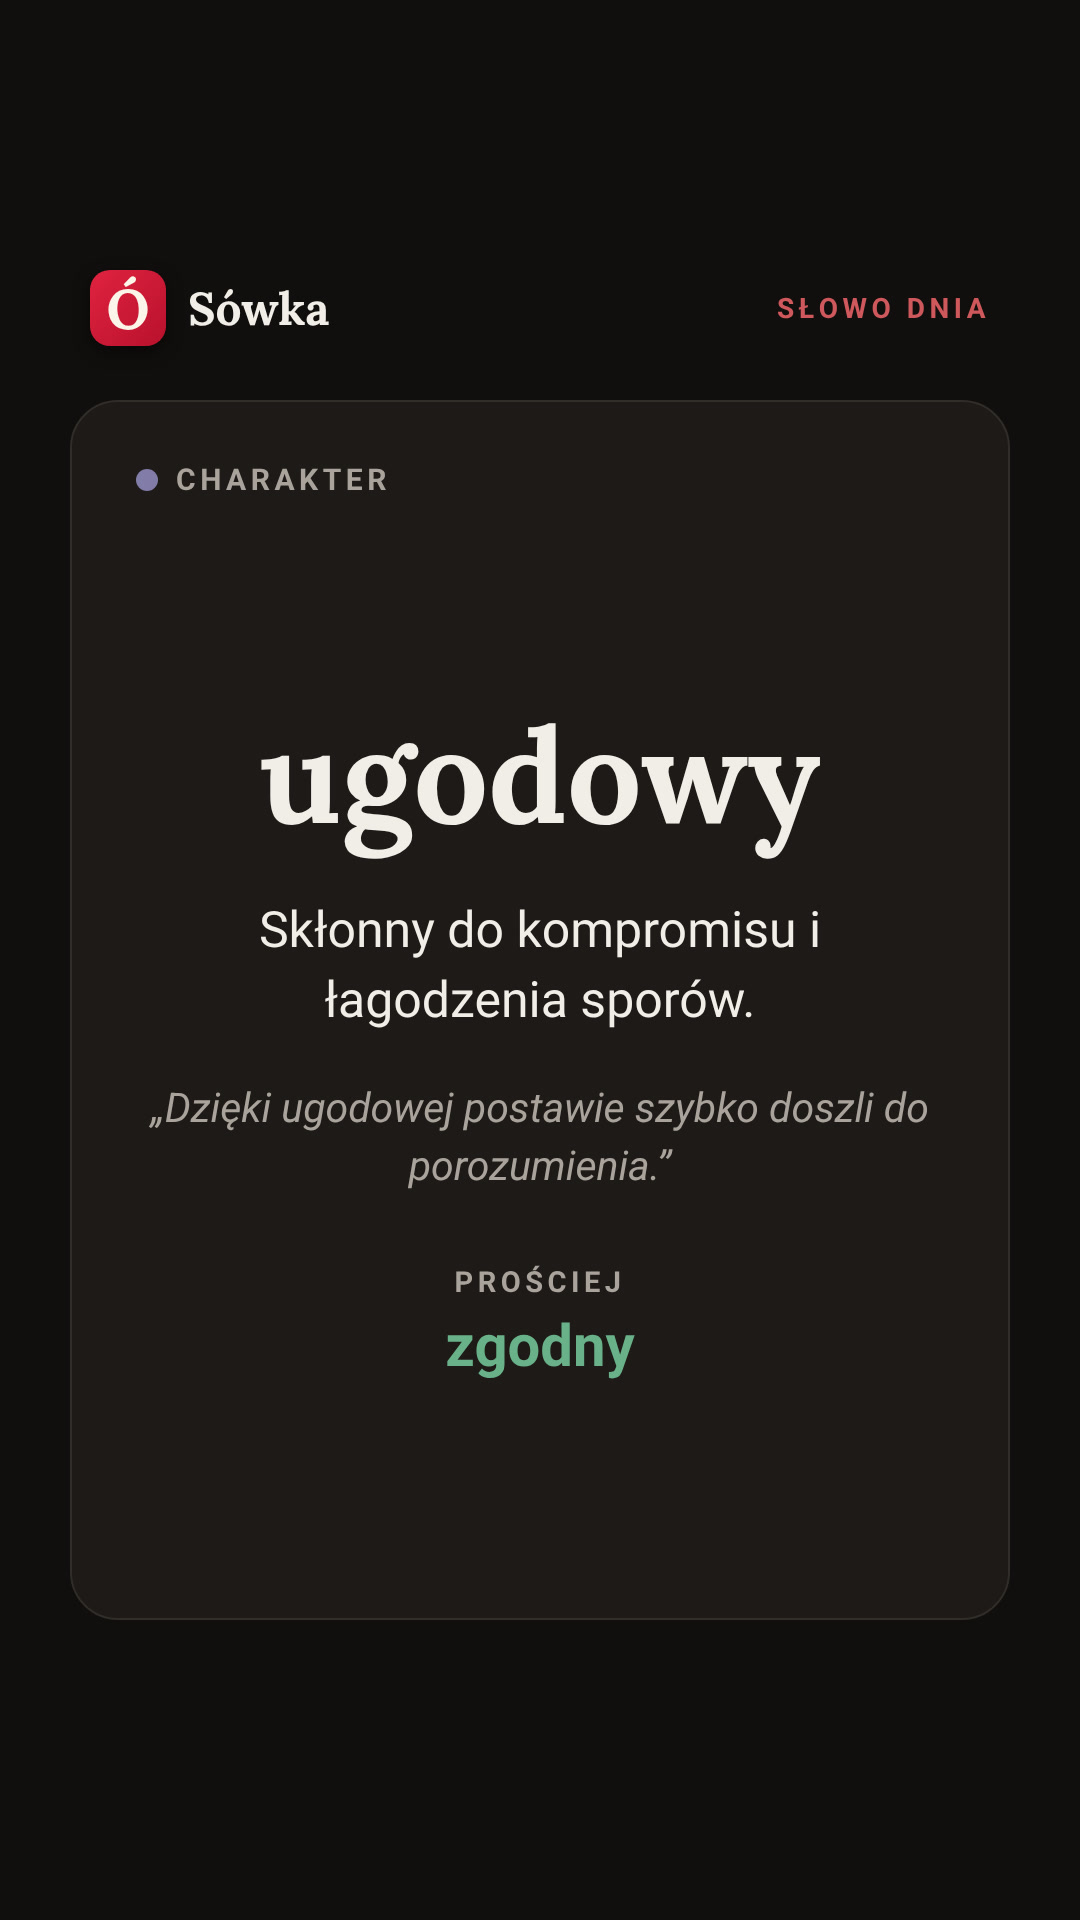 Ó Sówka
SŁOWO DNIA
CHARAKTER
ugodowy
Skłonny do kompromisu i
łagodzenia sporów.
„Dzięki ugodowej postawie szybko doszli do
porozumienia.”
PROŚCIEJ
zgodny